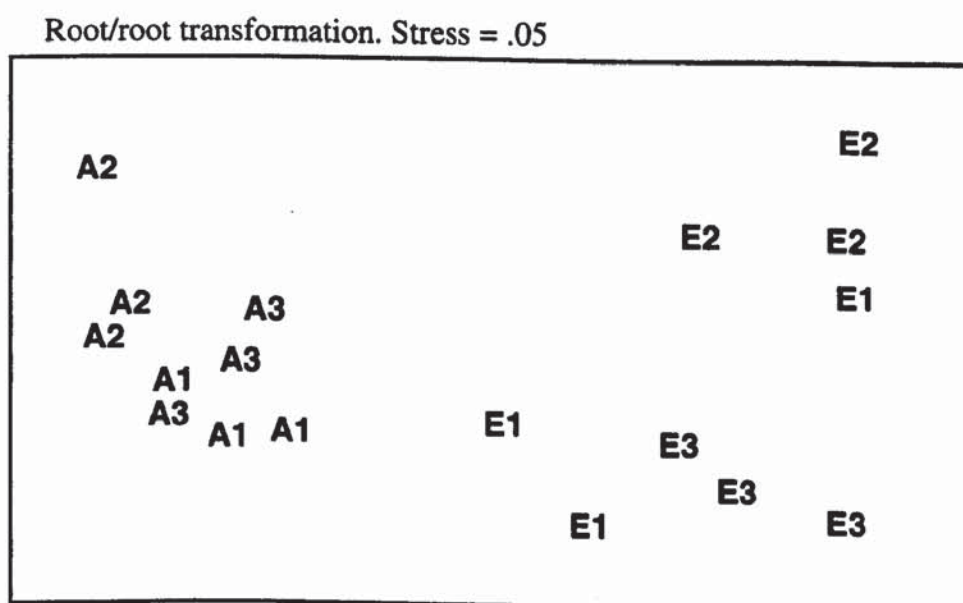 Root/root transformation. Stress = .05
E2
A2
E2 E2
A2 A3 E1
A2
A3
A1
A3
A1 A1 E1
E3
E3
E1 E3